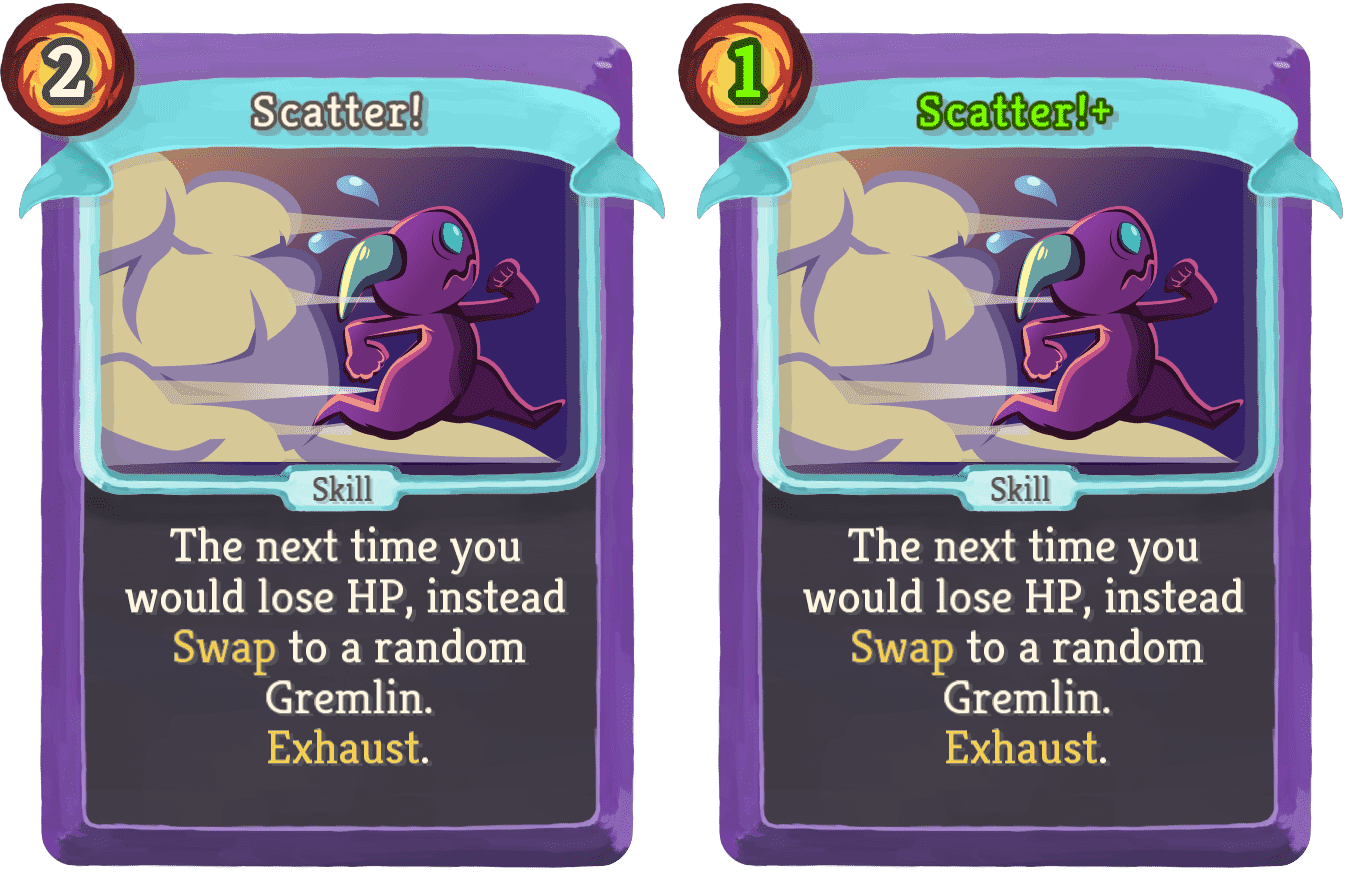 2
Scatter!
Skill
The next time you
would lose HP, instead
Swap to a random
Gremlin.
Exhaust.
1
Scatter!+
Skill
The next time you
would lose HP, instead
Swap to a random
Gremlin.
Exhaust.